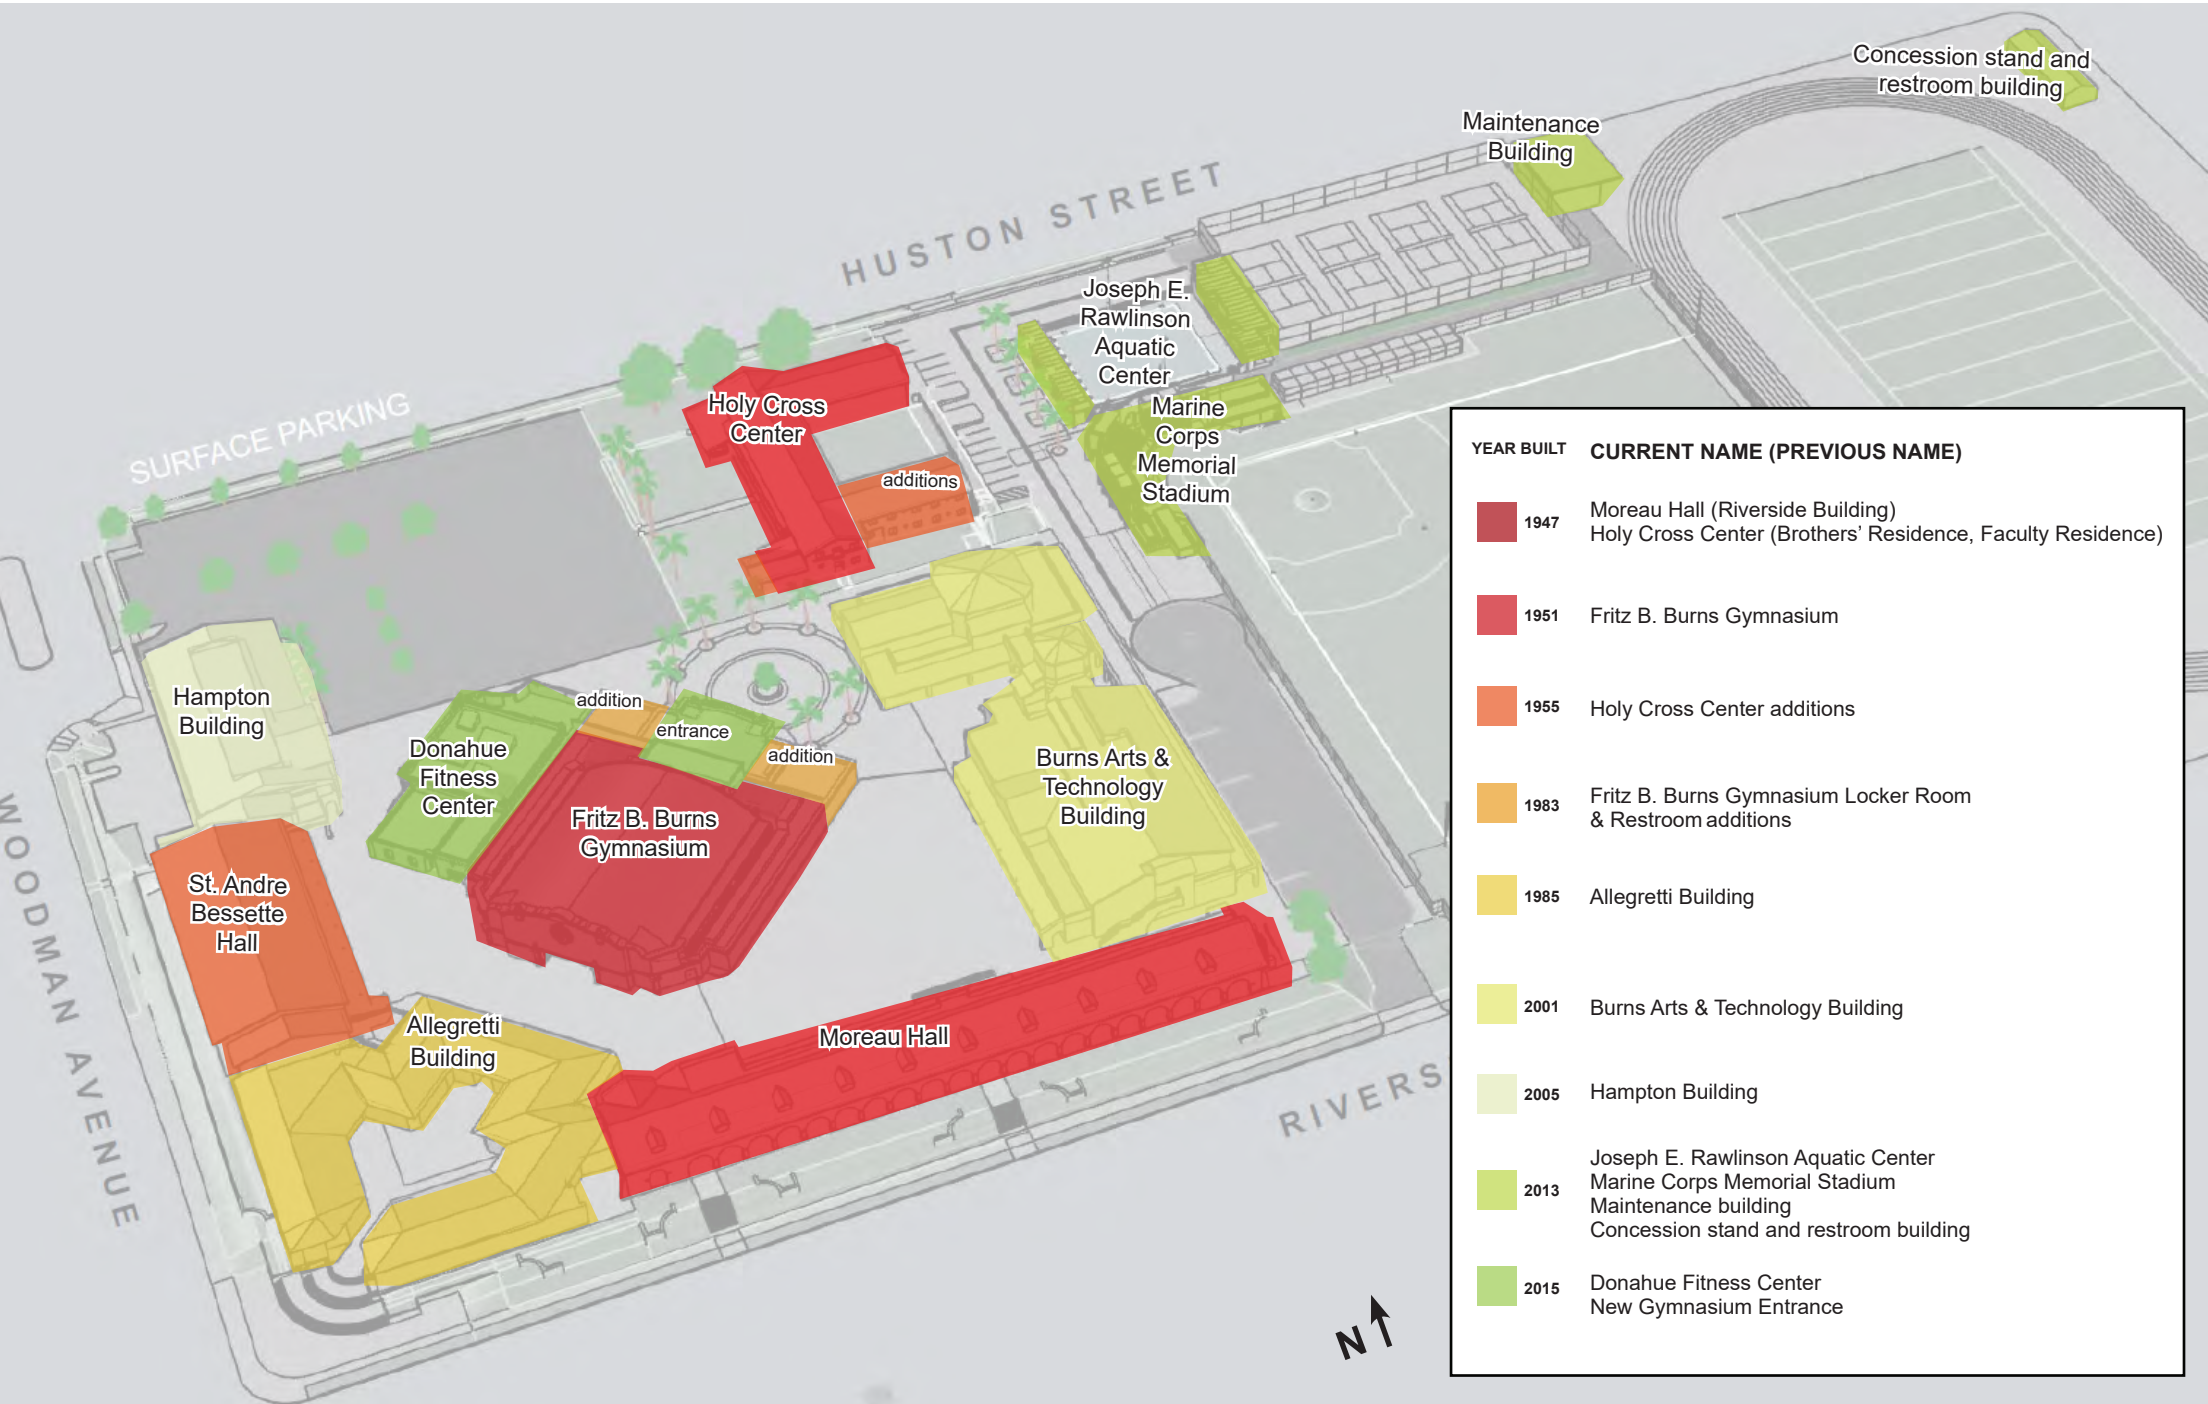 Concession stand and
restroom building
Maintenance
Building
HUSTON STREET
Joseph E.
Rawlinson
Aquatic
Center
Marine
Corps
Memorial
Stadium
SURFACE PARKING
Holy Cross
Center
additions
Hampton
Building
addition
entrance
addition
Donahue
Fitness
Center
Fritz B. Burns
Gymnasium
Burns Arts &
Technology
Building
WOODMAN AVENUE
St. Andre
Bessette
Hall
Allegretti
Building
Moreau Hall
RIVERS
N
YEAR BUILT CURRENT NAME (PREVIOUS NAME)
1947 Moreau Hall (Riverside Building)
Holy Cross Center (Brothers’ Residence, Faculty Residence)
1951 Fritz B. Burns Gymnasium
1955 Holy Cross Center additions
1983 Fritz B. Burns Gymnasium Locker Room
& Restroom additions
1985 Allegretti Building
2001 Burns Arts & Technology Building
2005 Hampton Building
2013 Joseph E. Rawlinson Aquatic Center
Marine Corps Memorial Stadium
Maintenance building
Concession stand and restroom building
2015 Donahue Fitness Center
New Gymnasium Entrance